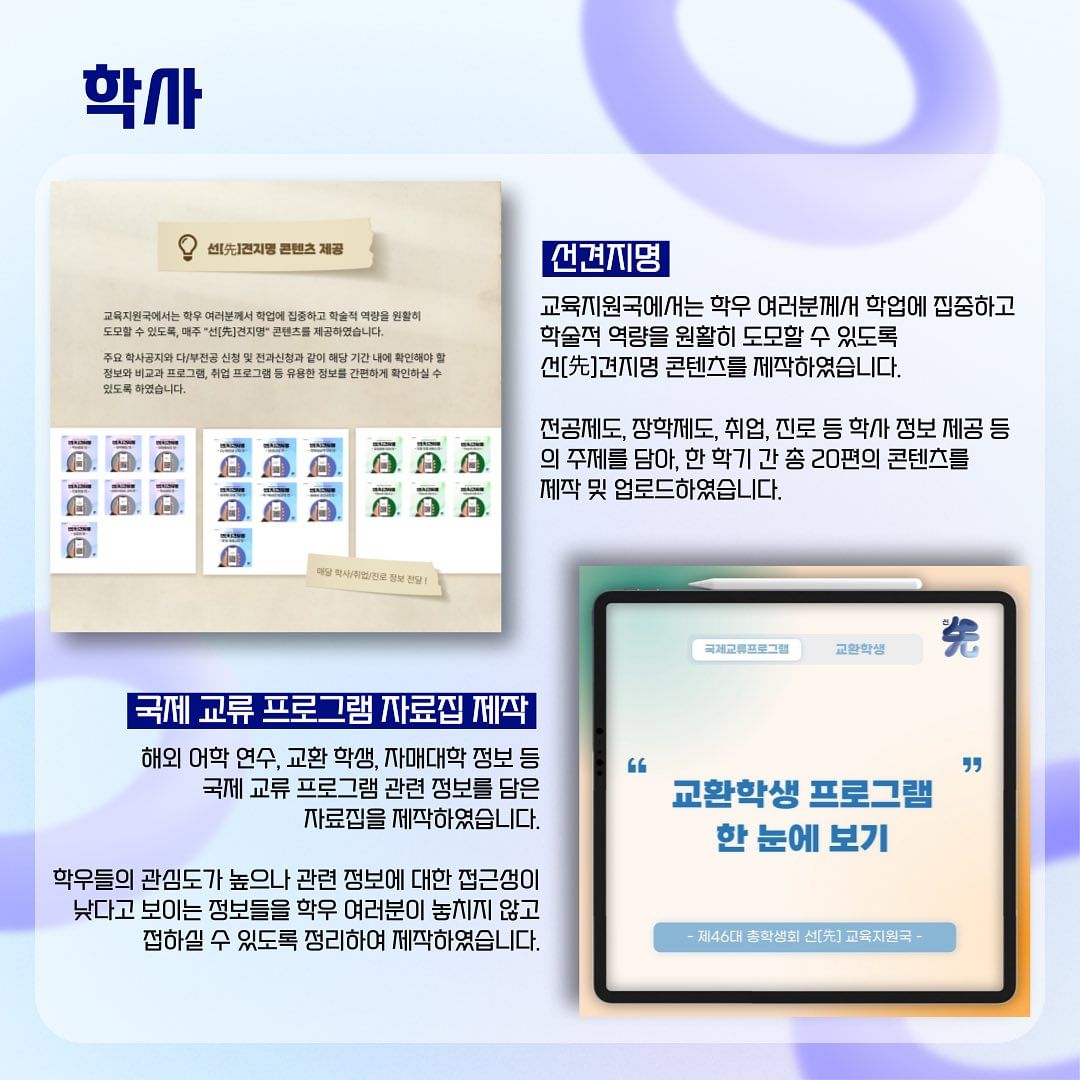 학사
선[先]견지명 콘텐츠 제공
교육지원국에서는 학우 여러분께서 학업에 집중하고 학술적 역량을 원활히
도모할 수 있도록, 매주 "선[先]견지명" 콘텐츠를 제공하였습니다.
주요 학사공지와 다/부전공 신청 및 전과신청과 같이 해당 기간 내에 확인해야 할
정보와 비교과 프로그램, 취업 프로그램 등 유용한 정보를 간편하게 확인하실 수
있도록 하였습니다.
매달 학사/취업/진로 정보 전달 !
선견지명
교육지원국에서는 학우 여러분께서 학업에 집중하고
학술적 역량을 원활히 도모할 수 있도록
선[先]견지명 콘텐츠를 제작하였습니다.
전공제도, 장학제도, 취업, 진로 등 학사 정보 제공 등
의 주제를 담아, 한 학기 간 총 20편의 콘텐츠를
제작 및 업로드하였습니다.
국제 교류 프로그램 자료집 제작
해외 어학 연수, 교환 학생, 자매대학 정보 등
국제 교류 프로그램 관련 정보를 담은
자료집을 제작하였습니다.
학우들의 관심도가 높으나 관련 정보에 대한 접근성이
낮다고 보이는 정보들을 학우 여러분이 놓치지 않고
접하실 수 있도록 정리하여 제작하였습니다.
선 先
국제교류프로그램 교환학생
“ 교환학생 프로그램 ”
한 눈에 보기
- 제46대 총학생회 선[先] 교육지원국 -